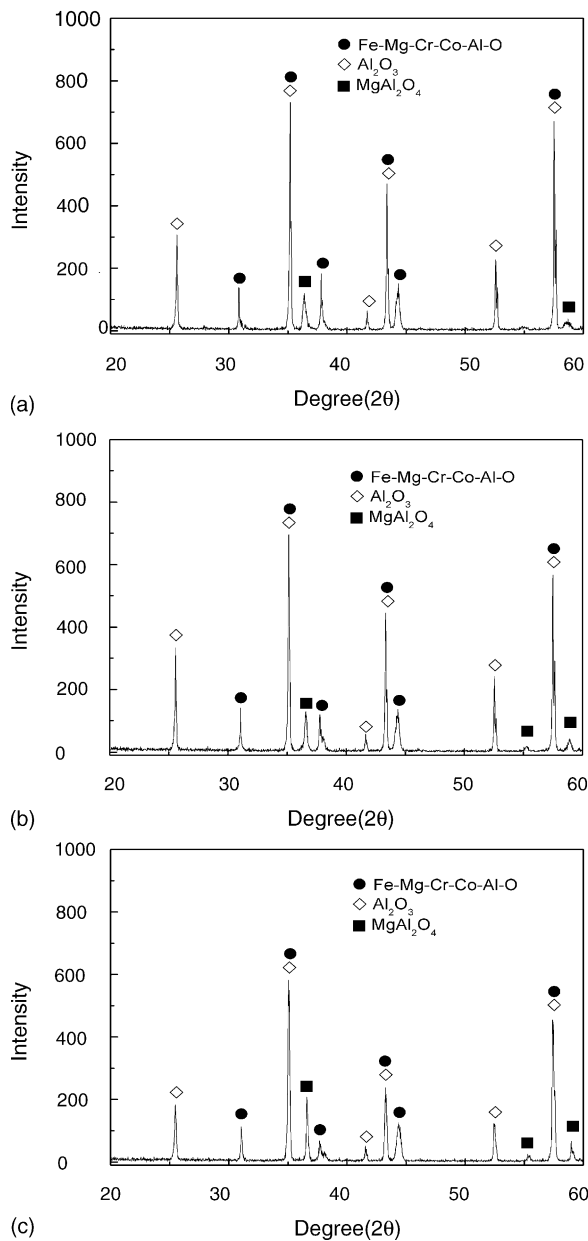 1000
● Fe-Mg-Cr-Co-Al-O
◇ Al₂O₃
■ MgAl₂O₄
800
600
400
200
0
Intensity
20 30 40 50 60
Degree(2θ)
(a)
1000
● Fe-Mg-Cr-Co-Al-O
◇ Al₂O₃
■ MgAl₂O₄
800
600
400
200
0
Intensity
20 30 40 50 60
Degree(2θ)
(b)
1000
● Fe-Mg-Cr-Co-Al-O
◇ Al₂O₃
■ MgAl₂O₄
800
600
400
200
0
Intensity
20 30 40 50 60
Degree(2θ)
(c)